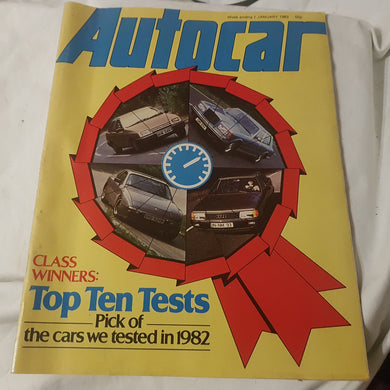 Week ending 1 JANUARY 1983 50p
Autocar
CLASS
WINNERS:
Top Ten Tests
Pick of
the cars we tested in 1982